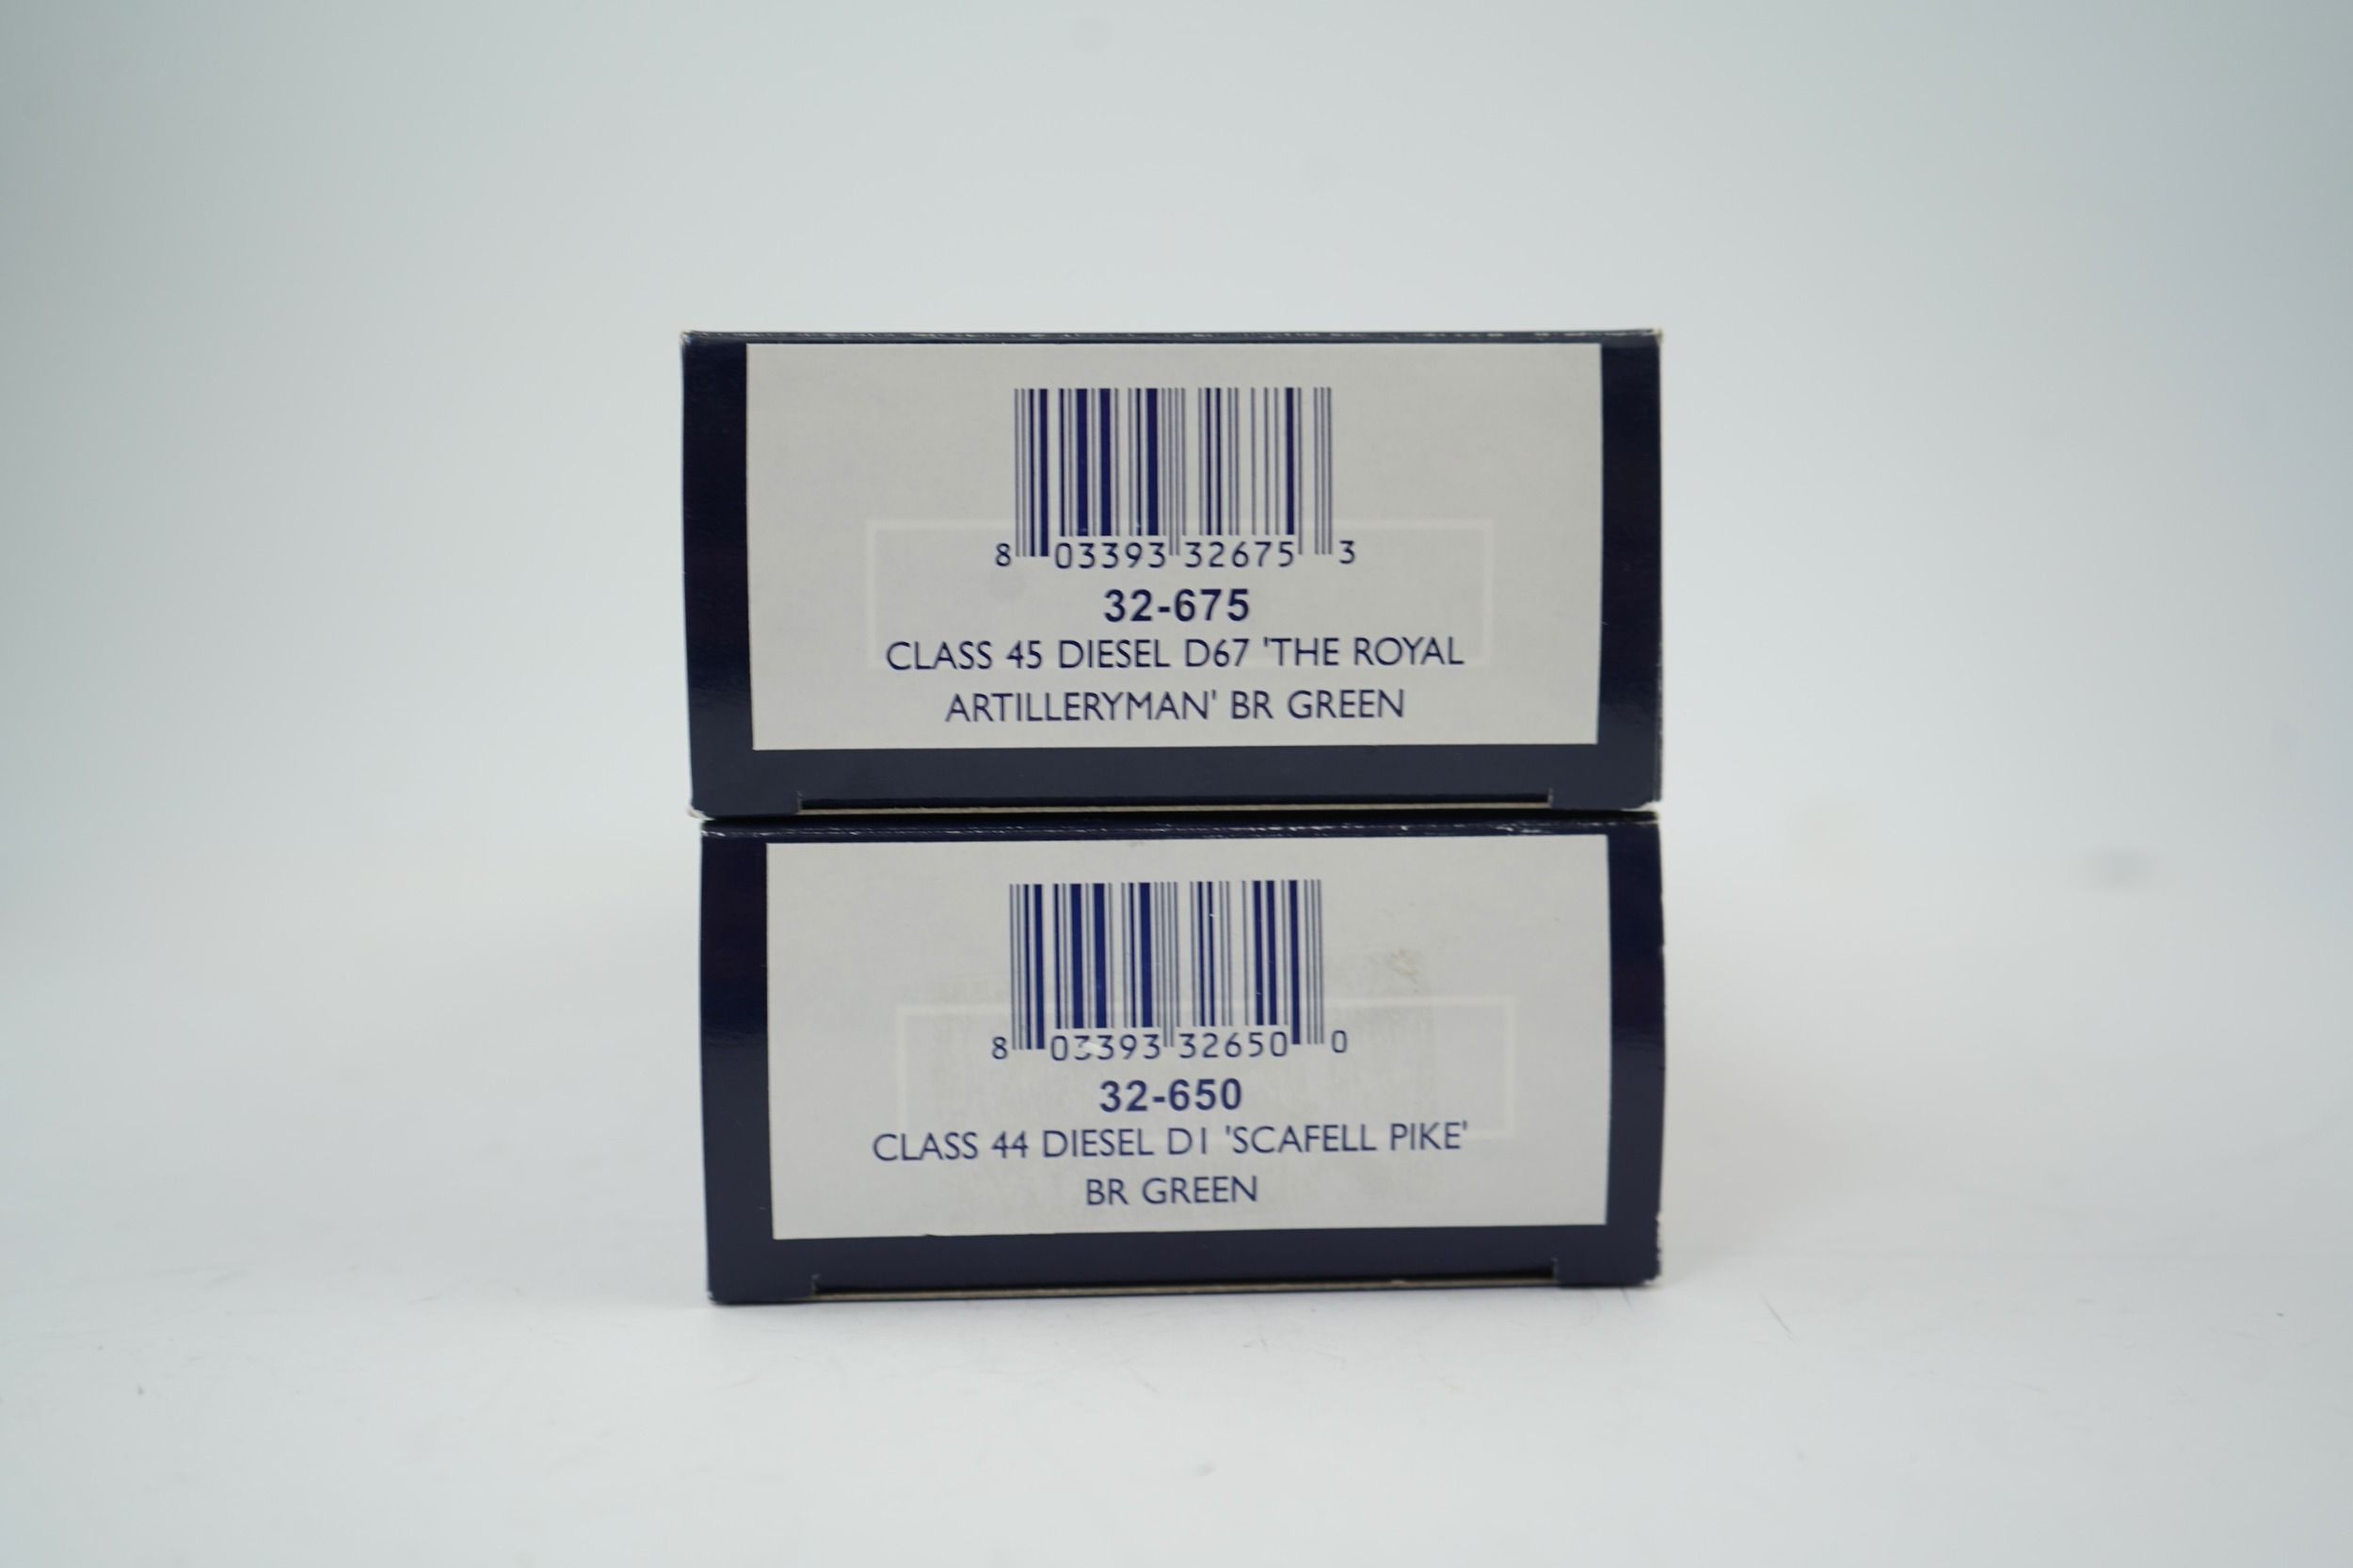 8 03393 32675 3
32-675
CLASS 45 DIESEL D67 'THE ROYAL
ARTILLERYMAN' BR GREEN
8 03393 32650 0
32-650
CLASS 44 DIESEL D1 'SCAFELL PIKE'
BR GREEN